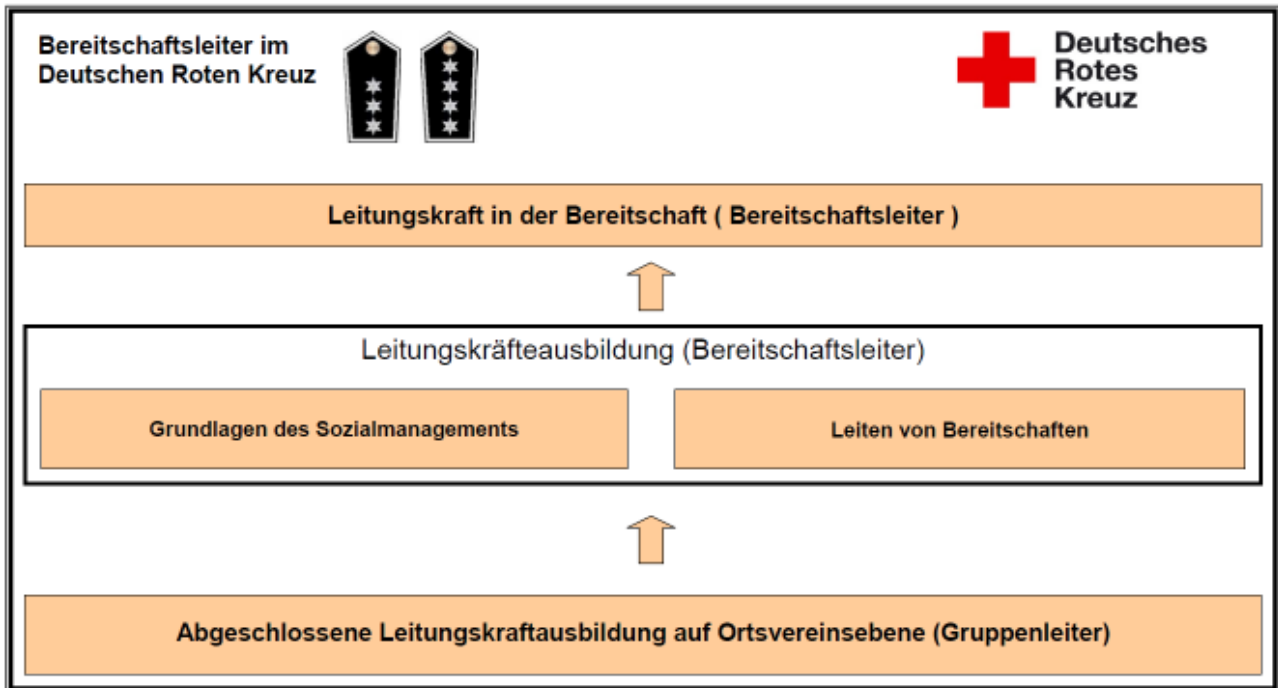 Bereitschaftsleiter im
Deutschen Roten Kreuz
Deutsches
Rotes
Kreuz
Leitungskraft in der Bereitschaft ( Bereitschaftsleiter )
Leitungskräfteausbildung (Bereitschaftsleiter)
Grundlagen des Sozialmanagements
Leiten von Bereitschaften
Abgeschlossene Leitungskraftausbildung auf Ortsvereinsebene (Gruppenleiter)